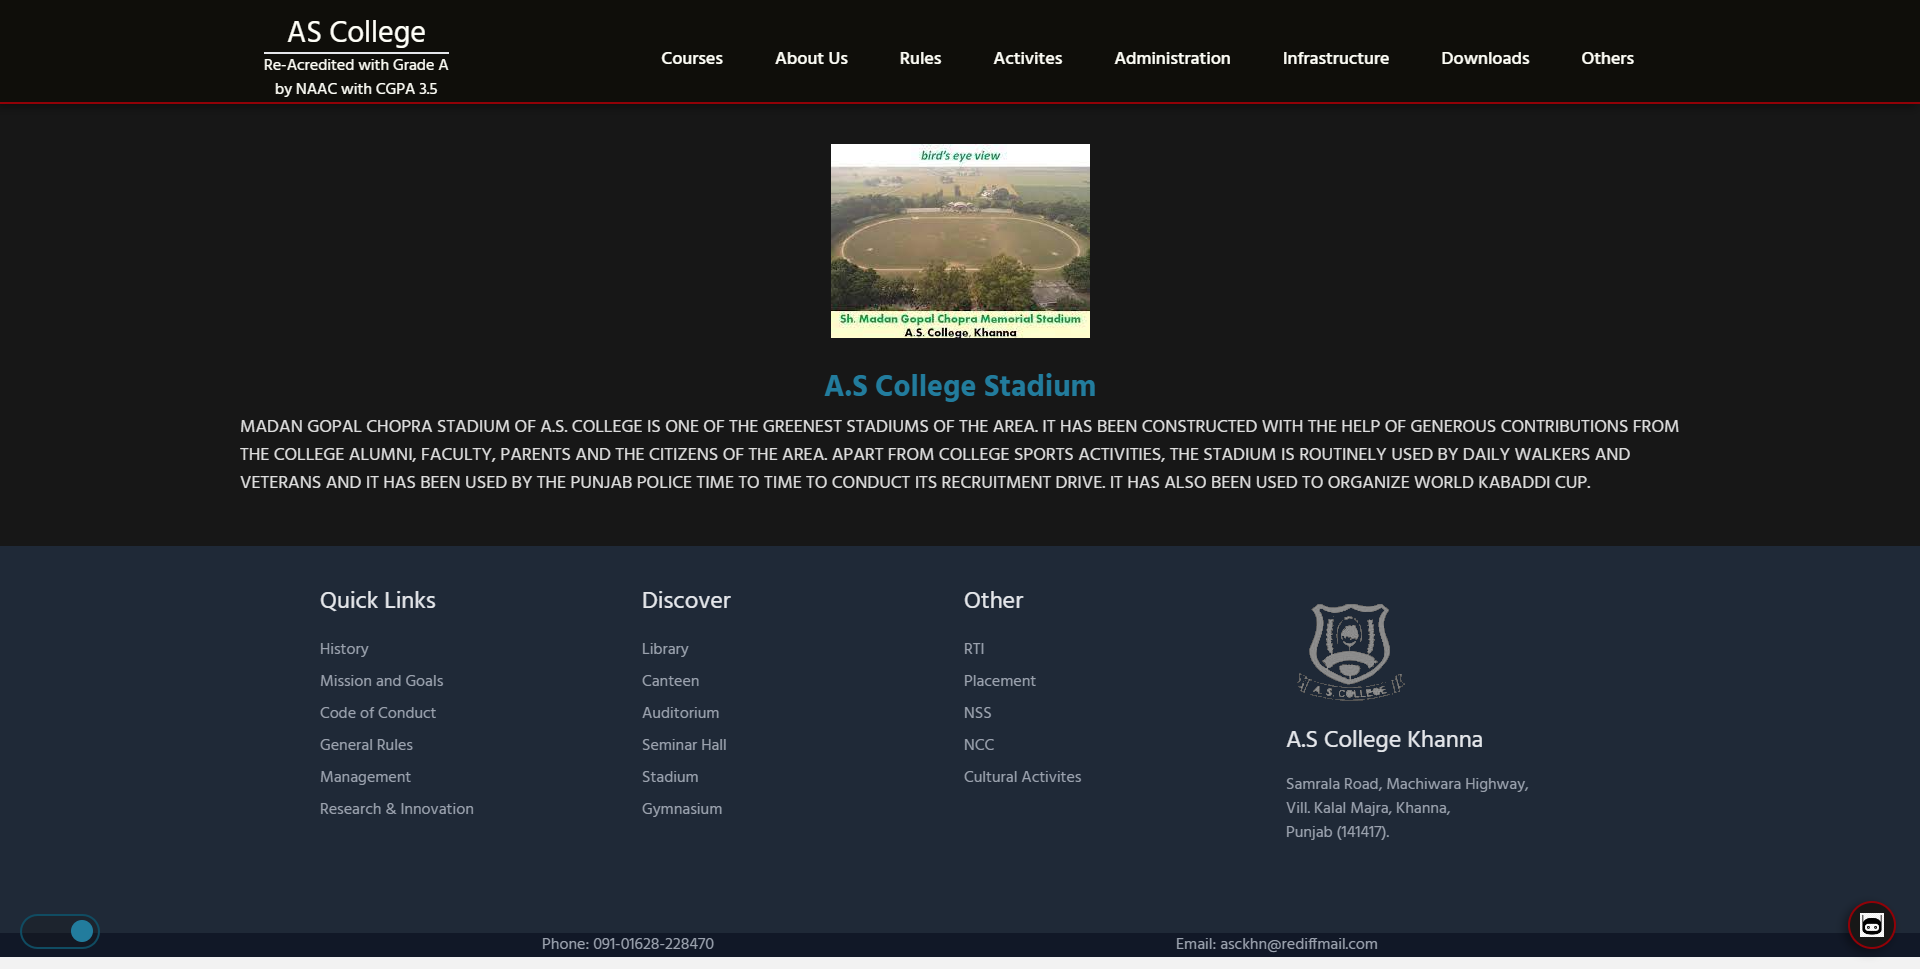 AS College
Re-Acredited with Grade A
by NAAC with CGPA 3.5
Courses
About Us
Rules
Activites
Administration
Infrastructure
Downloads
Others
bird's eye view
Sh. Madan Gopal Chopra Memorial Stadium
A.S. College, Khanna
A.S College Stadium
MADAN GOPAL CHOPRA STADIUM OF A.S. COLLEGE IS ONE OF THE GREENEST STADIUMS OF THE AREA. IT HAS BEEN CONSTRUCTED WITH THE HELP OF GENEROUS CONTRIBUTIONS FROM
THE COLLEGE ALUMNI, FACULTY, PARENTS AND THE CITIZENS OF THE AREA. APART FROM COLLEGE SPORTS ACTIVITIES, THE STADIUM IS ROUTINELY USED BY DAILY WALKERS AND
VETERANS AND IT HAS BEEN USED BY THE PUNJAB POLICE TIME TO TIME TO CONDUCT ITS RECRUITMENT DRIVE. IT HAS ALSO BEEN USED TO ORGANIZE WORLD KABADDI CUP.
Quick Links
History
Mission and Goals
Code of Conduct
General Rules
Management
Research & Innovation
Discover
Library
Canteen
Auditorium
Seminar Hall
Stadium
Gymnasium
Other
RTI
Placement
NSS
NCC
Cultural Activites
A. S. COLLEGE
A.S College Khanna
Samrala Road, Machiwara Highway,
Vill. Kalal Majra, Khanna,
Punjab (141417).
Phone: 091-01628-228470
Email: asckhn@rediffmail.com